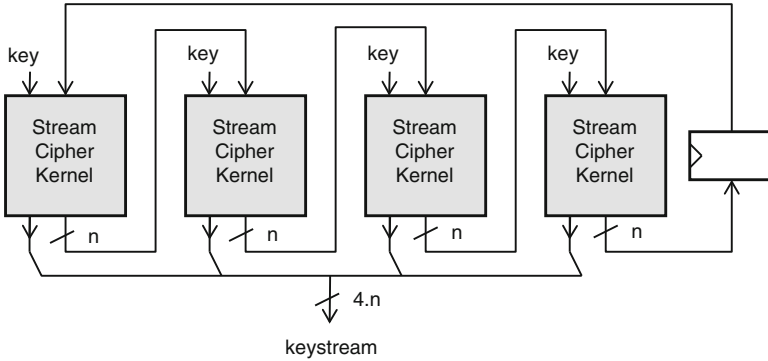 key
key
key
key
Stream
Cipher
Kernel
Stream
Cipher
Kernel
Stream
Cipher
Kernel
Stream
Cipher
Kernel
n
n
n
n
4.n
keystream